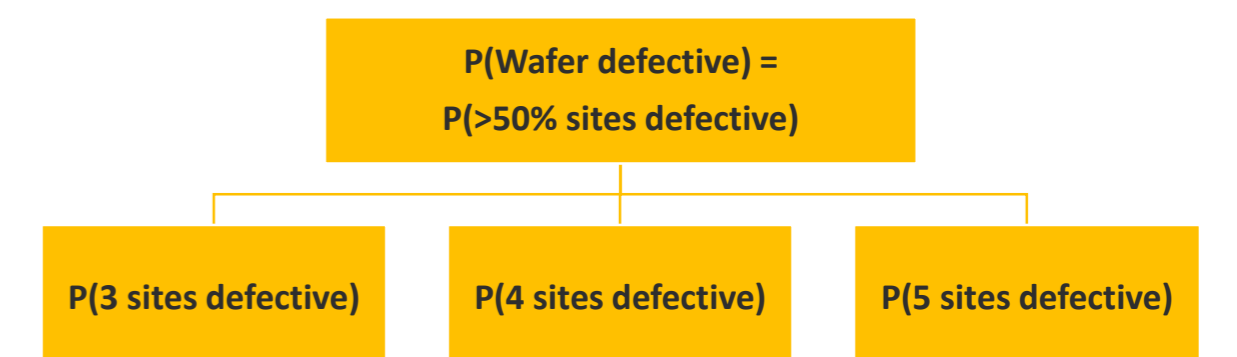 P(Wafer defective) =
P(>50% sites defective)
P(3 sites defective)
P(4 sites defective)
P(5 sites defective)